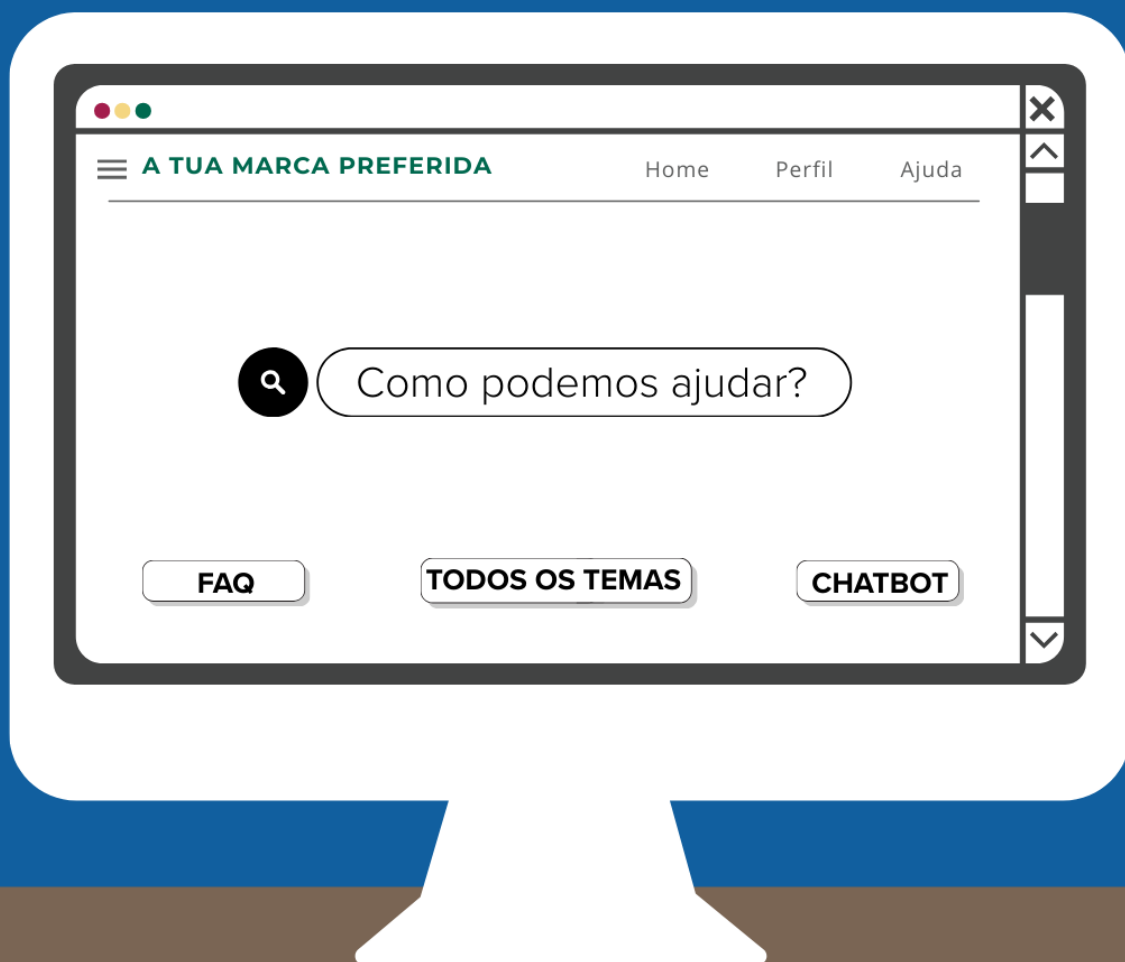 A TUA MARCA PREFERIDA
Home Perfil Ajuda
Como podemos ajudar?
FAQ
TODOS OS TEMAS
CHATBOT